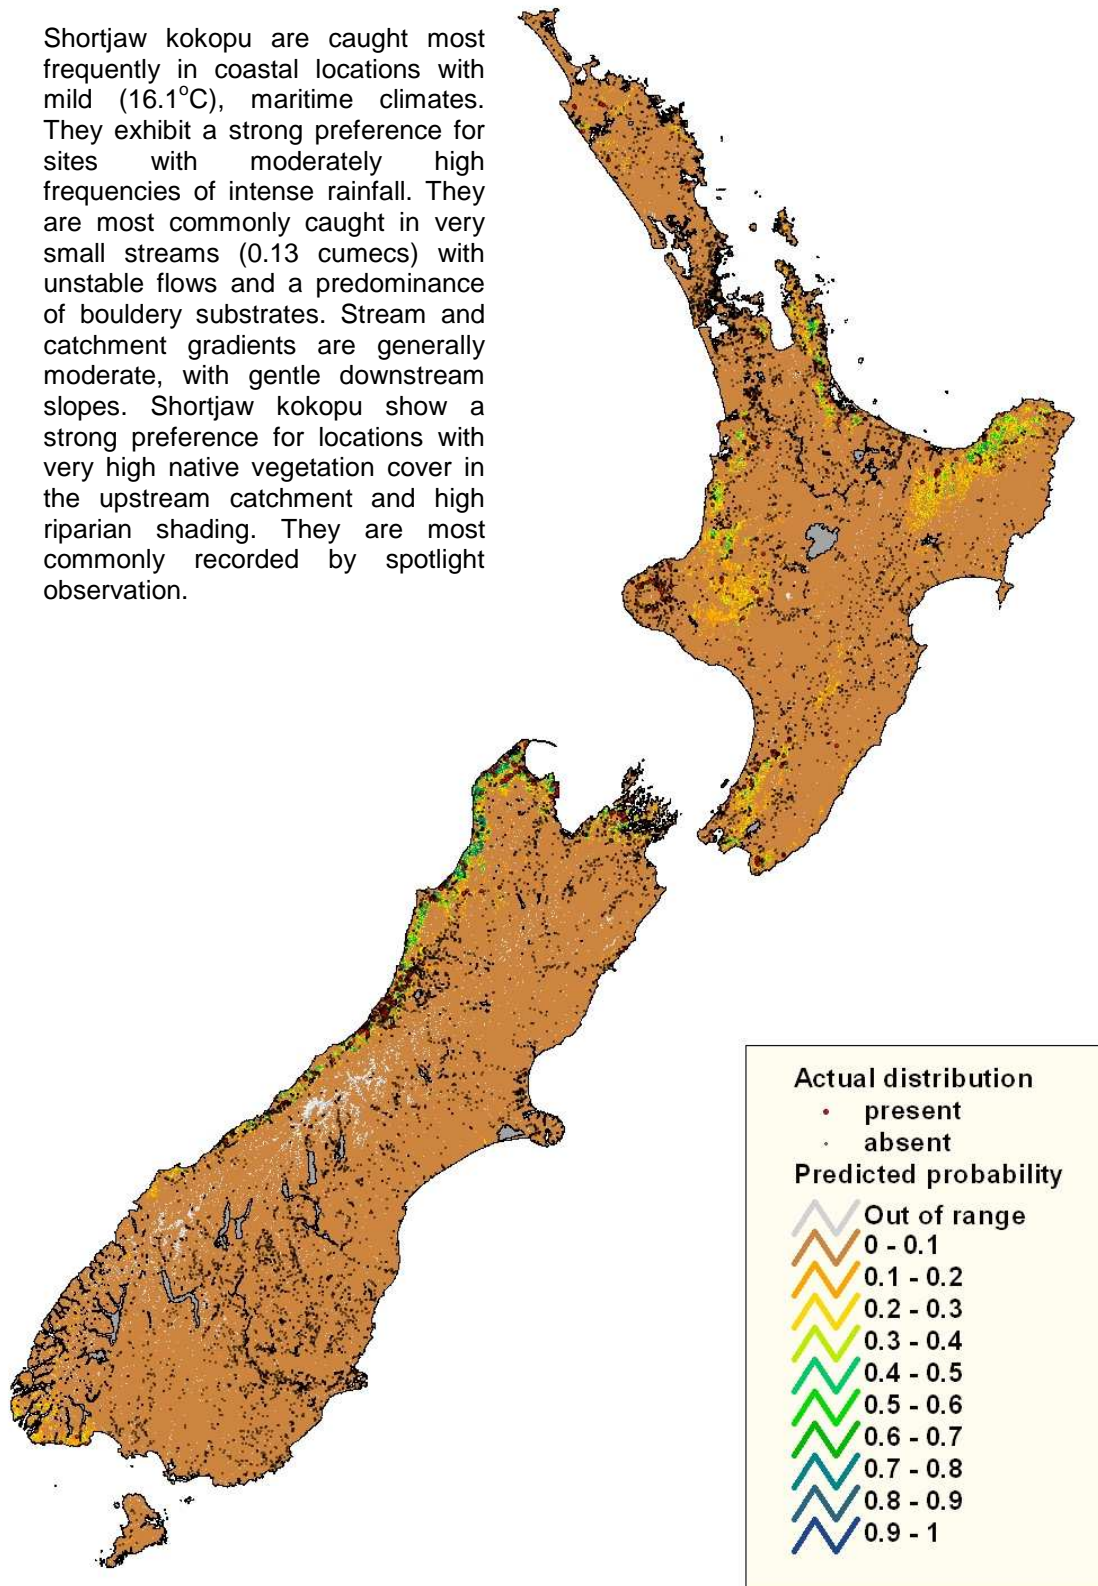 Shortjaw kokopu are caught most
frequently in coastal locations with
mild (16.1°C), maritime climates.
They exhibit a strong preference for
sites with moderately high
frequencies of intense rainfall. They
are most commonly caught in very
small streams (0.13 cumecs) with
unstable flows and a predominance
of bouldery substrates. Stream and
catchment gradients are generally
moderate, with gentle downstream
slopes. Shortjaw kokopu show a
strong preference for locations with
very high native vegetation cover in
the upstream catchment and high
riparian shading. They are most
commonly recorded by spotlight
observation.
Actual distribution
present
absent
Predicted probability
Out of range
0 - 0.1
0.1 - 0.2
0.2 - 0.3
0.3 - 0.4
0.4 - 0.5
0.5 - 0.6
0.6 - 0.7
0.7 - 0.8
0.8 - 0.9
0.9 - 1